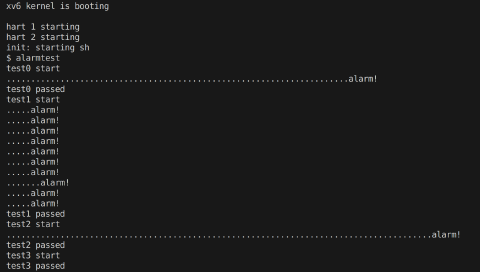 xv6 kernel is booting
hart 1 starting
hart 2 starting
init: starting sh
$ alarmtest
test0 start
......................................................................alarm!
test0 passed
test1 start
.....alarm!
.....alarm!
.....alarm!
.....alarm!
.....alarm!
.....alarm!
.....alarm!
.......alarm!
.....alarm!
.....alarm!
test1 passed
test2 start
.......................................................................................alarm!
test2 passed
test3 start
test3 passed